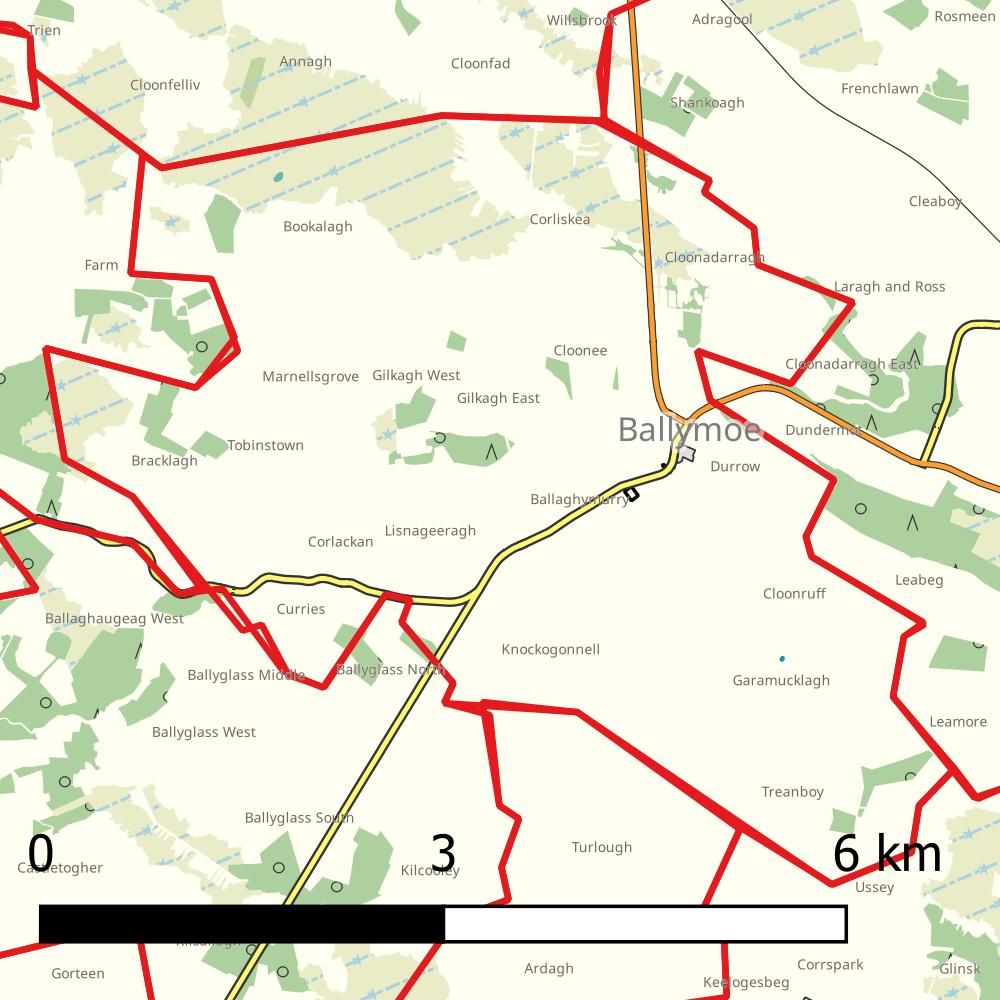 Willsbrook
Adragool
Rosmeen
Trien
Annagh
Cloonfad
Cloonfelliv
Frenchlawn
Shankoagh
Cleaboy
Corliskea
Bookalagh
Cloonadarragh
Farm
Laragh and Ross
Cloonee
Cloonadarragh East
Marnellsgrove
Gilkagh West
Gilkagh East
Ballymoe
Dundermot
Tobinstown
Bracklagh
Durrow
Ballaghymurry
Lisnageeragh
Corlackan
Leabeg
Cloonruff
Curries
Ballaghaugeag West
Knockogonnell
Ballyglass North
Ballyglass Middle
Garamucklagh
Leamore
Ballyglass West
Treanboy
Ballyglass South
Turlough
0 3 6 km
Castletogher
Kilcooley
Ussey
Corrspark
Ardagh
Glinsk
Gorteen
Keelogesbeg